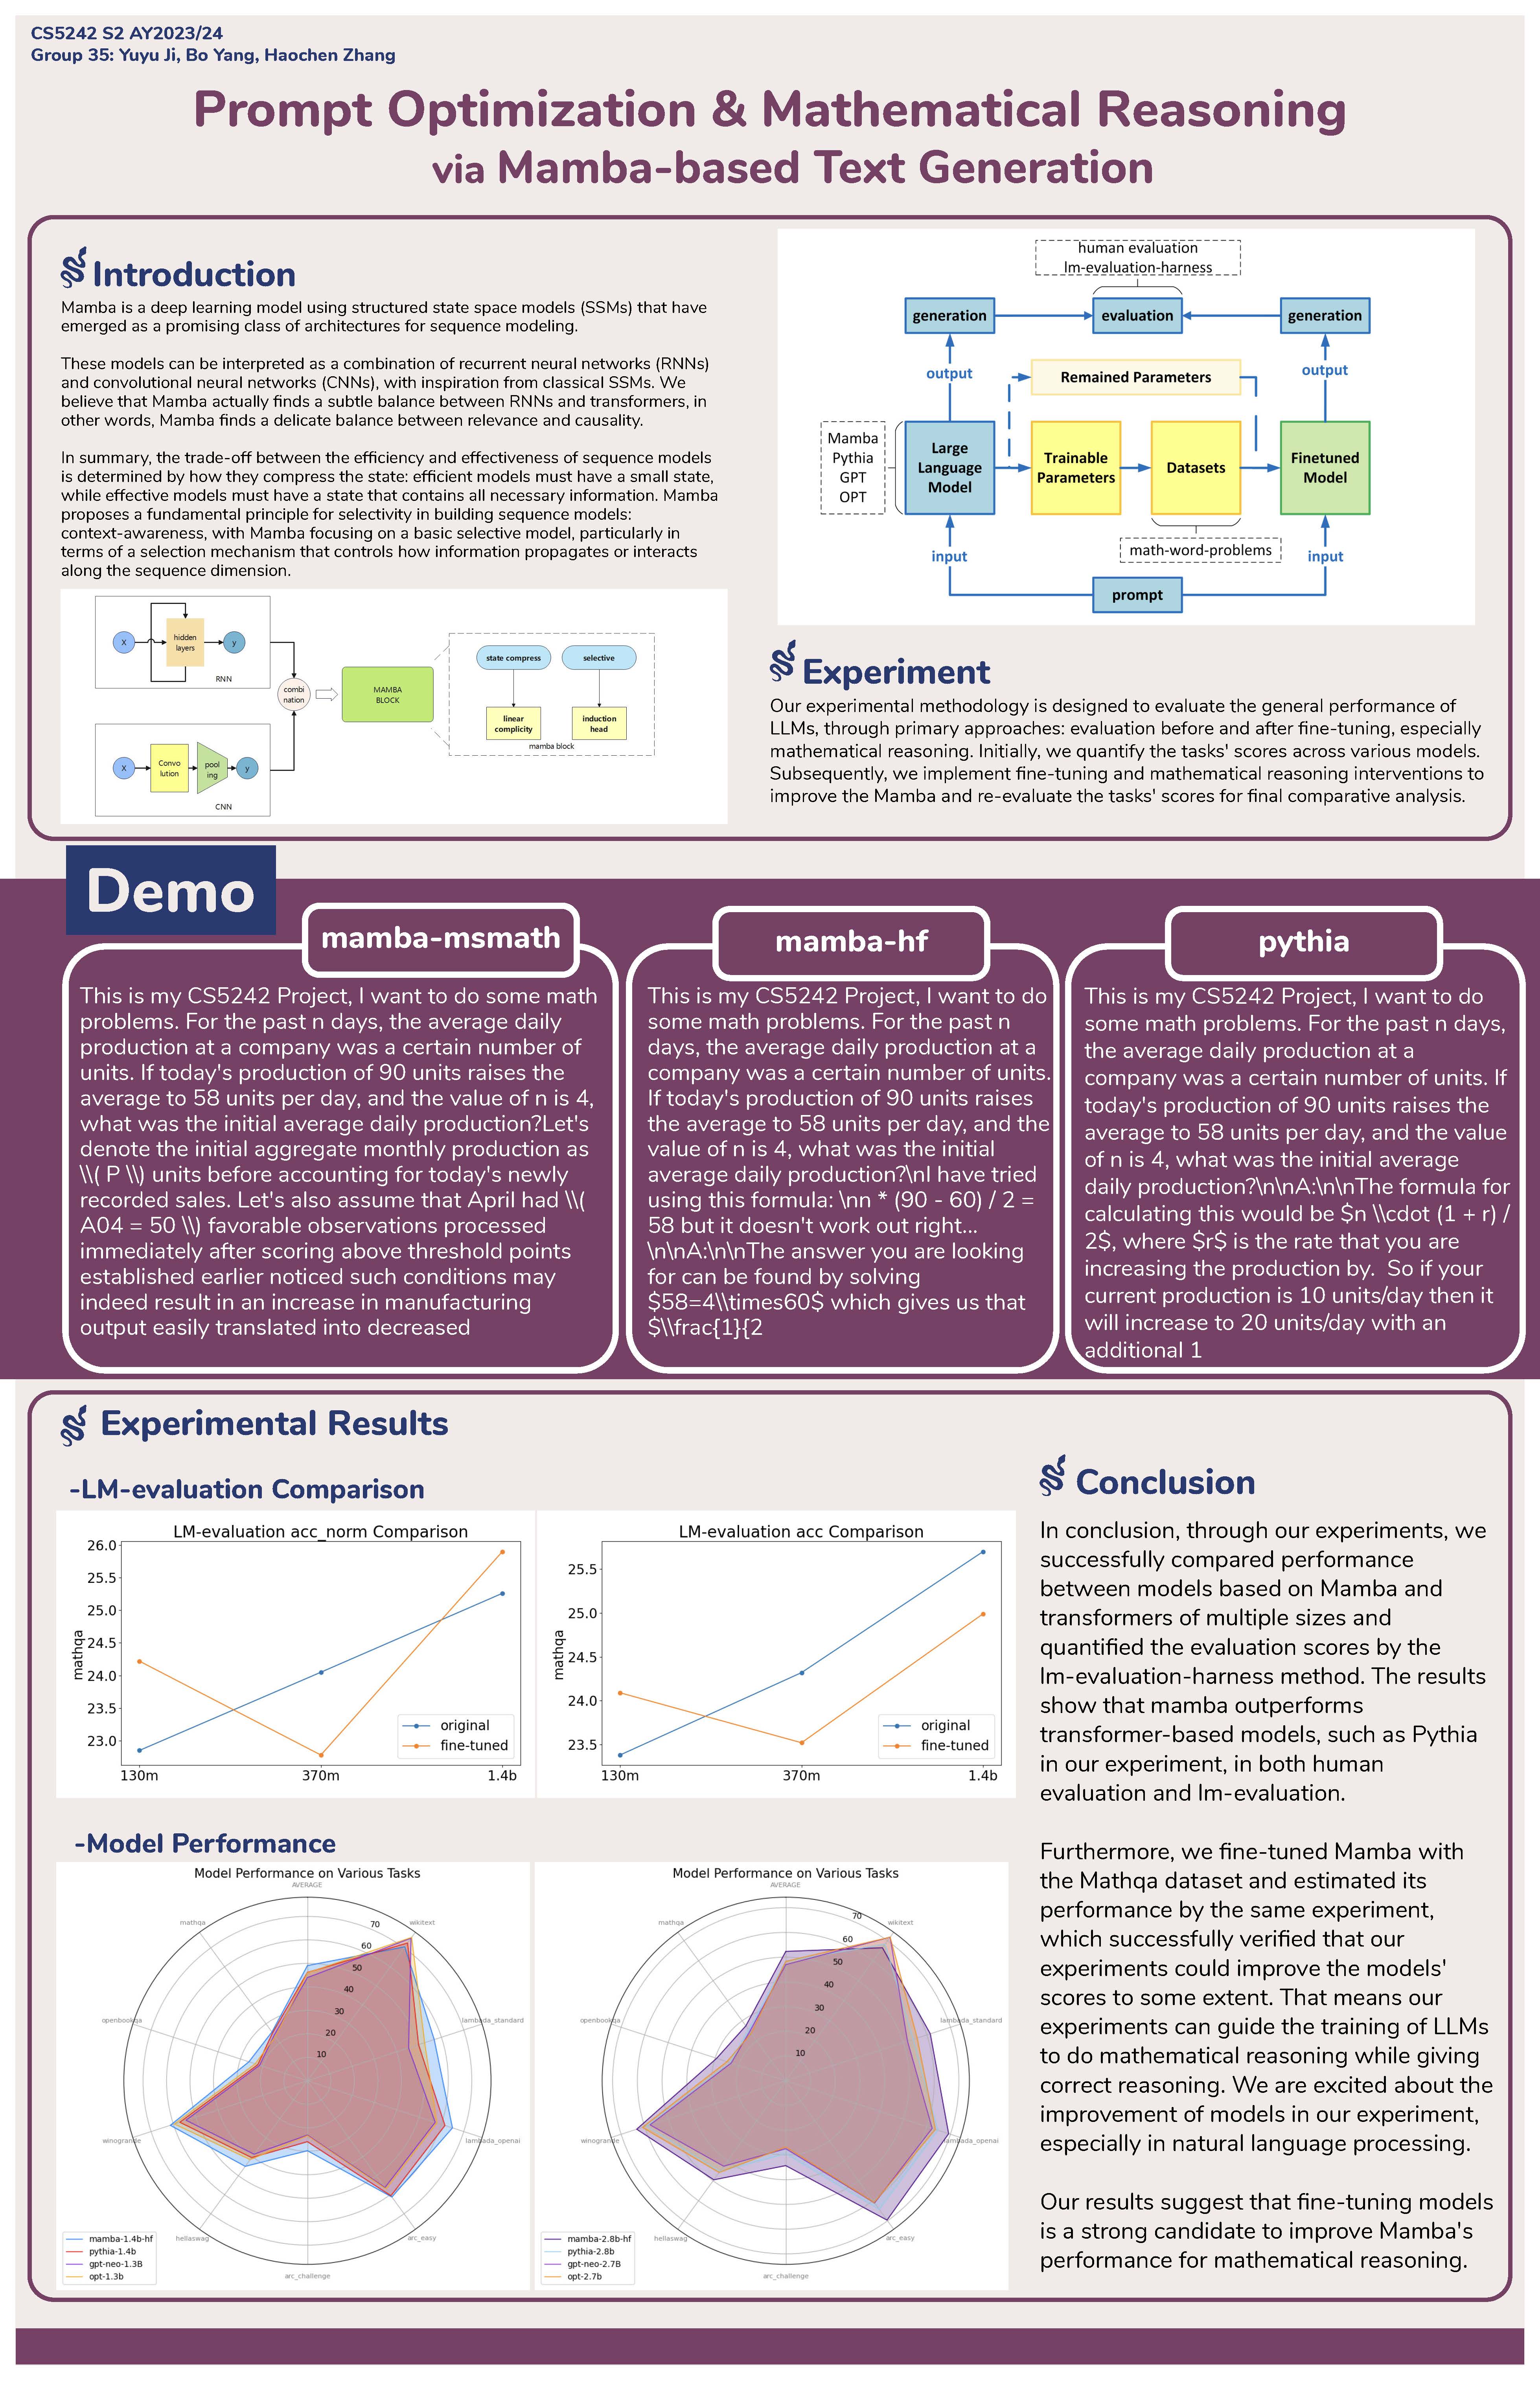 CS5242 S2 AY2023/24
Group 35: Yuyu Ji, Bo Yang, Haochen Zhang
Prompt Optimization & Mathematical Reasoning
via Mamba-based Text Generation
Introduction
Mamba is a deep learning model using structured state space models (SSMs) that have
emerged as a promising class of architectures for sequence modeling.
These models can be interpreted as a combination of recurrent neural networks (RNNs)
and convolutional neural networks (CNNs), with inspiration from classical SSMs. We
believe that Mamba actually finds a subtle balance between RNNs and transformers, in
other words, Mamba finds a delicate balance between relevance and causality.
In summary, the trade-off between the efficiency and effectiveness of sequence models
is determined by how they compress the state: efficient models must have a small state,
while effective models must have a state that contains all necessary information. Mamba
proposes a fundamental principle for selectivity in building sequence models:
context-awareness, with Mamba focusing on a basic selective model, particularly in
terms of a selection mechanism that controls how information propagates or interacts
along the sequence dimension.
X
hidden
layers
y
RNN
combi
nation
MAMBA
BLOCK
state compress
selective
linear
complicity
induction
head
mamba block
X
Convo
lution
pool
ing
y
CNN
human evaluation
lm-evaluation-harness
generation
evaluation
generation
output
output
Remained Parameters
Mamba
Pythia
GPT
OPT
Large
Language
Model
Trainable
Parameters
Datasets
Finetuned
Model
math-word-problems
input
input
prompt
Experiment
Our experimental methodology is designed to evaluate the general performance of
LLMs, through primary approaches: evaluation before and after fine-tuning, especially
mathematical reasoning. Initially, we quantify the tasks' scores across various models.
Subsequently, we implement fine-tuning and mathematical reasoning interventions to
improve the Mamba and re-evaluate the tasks' scores for final comparative analysis.
Demo
mamba-msmath
This is my CS5242 Project, I want to do some math
problems. For the past n days, the average daily
production at a company was a certain number of
units. If today's production of 90 units raises the
average to 58 units per day, and the value of n is 4,
what was the initial average daily production?Let's
denote the initial aggregate monthly production as
\\( P \\) units before accounting for today's newly
recorded sales. Let's also assume that April had \\(
A04 = 50 \\) favorable observations processed
immediately after scoring above threshold points
established earlier noticed such conditions may
indeed result in an increase in manufacturing
output easily translated into decreased
mamba-hf
This is my CS5242 Project, I want to do
some math problems. For the past n
days, the average daily production at a
company was a certain number of units.
If today's production of 90 units raises
the average to 58 units per day, and the
value of n is 4, what was the initial
average daily production?\nI have tried
using this formula: \nn * (90 - 60) / 2 =
58 but it doesn't work out right...
\n\nA:\n\nThe answer you are looking
for can be found by solving
$58=4\\times60$ which gives us that
$\\frac{1}{2
pythia
This is my CS5242 Project, I want to do
some math problems. For the past n days,
the average daily production at a
company was a certain number of units. If
today's production of 90 units raises the
average to 58 units per day, and the value
of n is 4, what was the initial average
daily production?\n\nA:\n\nThe formula for
calculating this would be $n \\cdot (1 + r) /
2$, where $r$ is the rate that you are
increasing the production by.  So if your
current production is 10 units/day then it
will increase to 20 units/day with an
additional 1
Experimental Results
-LM-evaluation Comparison
LM-evaluation acc_norm Comparison
26.0
25.5
25.0
24.5
24.0
23.5
23.0
mathqa
original
fine-tuned
130m
370m
1.4b
LM-evaluation acc Comparison
25.5
25.0
24.5
24.0
23.5
mathqa
original
fine-tuned
130m
370m
1.4b
-Model Performance
Model Performance on Various Tasks
AVERAGE
mathqa
wikitext
70
60
50
40
30
20
10
openbookqa
lambada_standard
winogrande
lambada_openai
hellaswag
arc_easy
arc_challenge
mamba-1.4b-hf
pythia-1.4b
gpt-neo-1.3B
opt-1.3b
Model Performance on Various Tasks
AVERAGE
mathqa
wikitext
70
60
50
40
30
20
10
openbookqa
lambada_standard
winogrande
lambada_openai
hellaswag
arc_easy
arc_challenge
mamba-2.8b-hf
pythia-2.8b
gpt-neo-2.7B
opt-2.7b
Conclusion
In conclusion, through our experiments, we
successfully compared performance
between models based on Mamba and
transformers of multiple sizes and
quantified the evaluation scores by the
lm-evaluation-harness method. The results
show that mamba outperforms
transformer-based models, such as Pythia
in our experiment, in both human
evaluation and lm-evaluation.
Furthermore, we fine-tuned Mamba with
the Mathqa dataset and estimated its
performance by the same experiment,
which successfully verified that our
experiments could improve the models'
scores to some extent. That means our
experiments can guide the training of LLMs
to do mathematical reasoning while giving
correct reasoning. We are excited about the
improvement of models in our experiment,
especially in natural language processing.
Our results suggest that fine-tuning models
is a strong candidate to improve Mamba's
performance for mathematical reasoning.